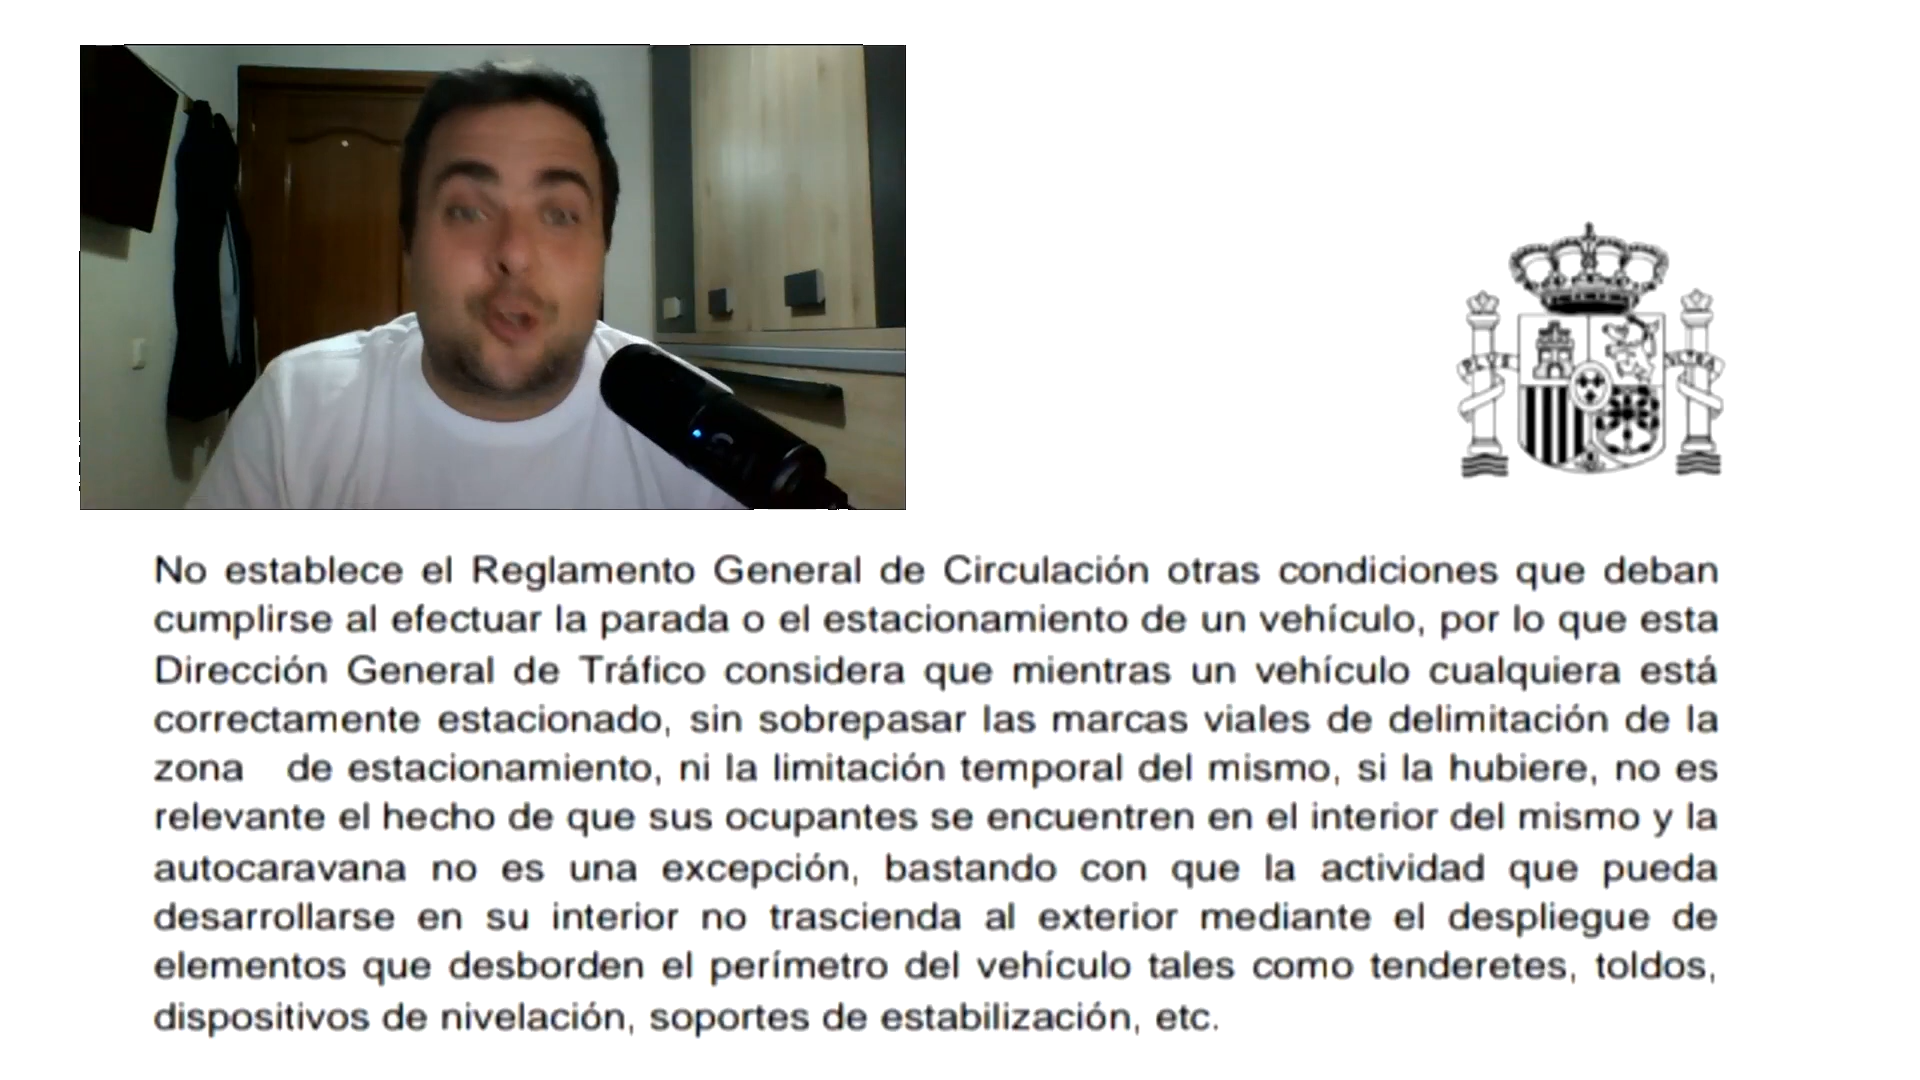 PLVS VLTRA
No establece el Reglamento General de Circulación otras condiciones que deban
cumplirse al efectuar la parada o el estacionamiento de un vehículo, por lo que esta
Dirección General de Tráfico considera que mientras un vehículo cualquiera está
correctamente estacionado, sin sobrepasar las marcas viales de delimitación de la
zona de estacionamiento, ni la limitación temporal del mismo, si la hubiere, no es
relevante el hecho de que sus ocupantes se encuentren en el interior del mismo y la
autocaravana no es una excepción, bastando con que la actividad que pueda
desarrollarse en su interior no trascienda al exterior mediante el despliegue de
elementos que desborden el perímetro del vehículo tales como tenderetes, toldos,
dispositivos de nivelación, soportes de estabilización, etc.